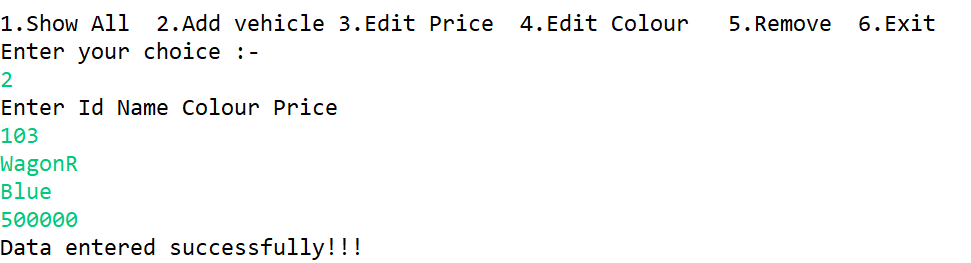 1.Show All  2.Add vehicle 3.Edit Price  4.Edit Colour   5.Remove  6.Exit
Enter your choice :-
2
Enter Id Name Colour Price
103
WagonR
Blue
500000
Data entered successfully!!!